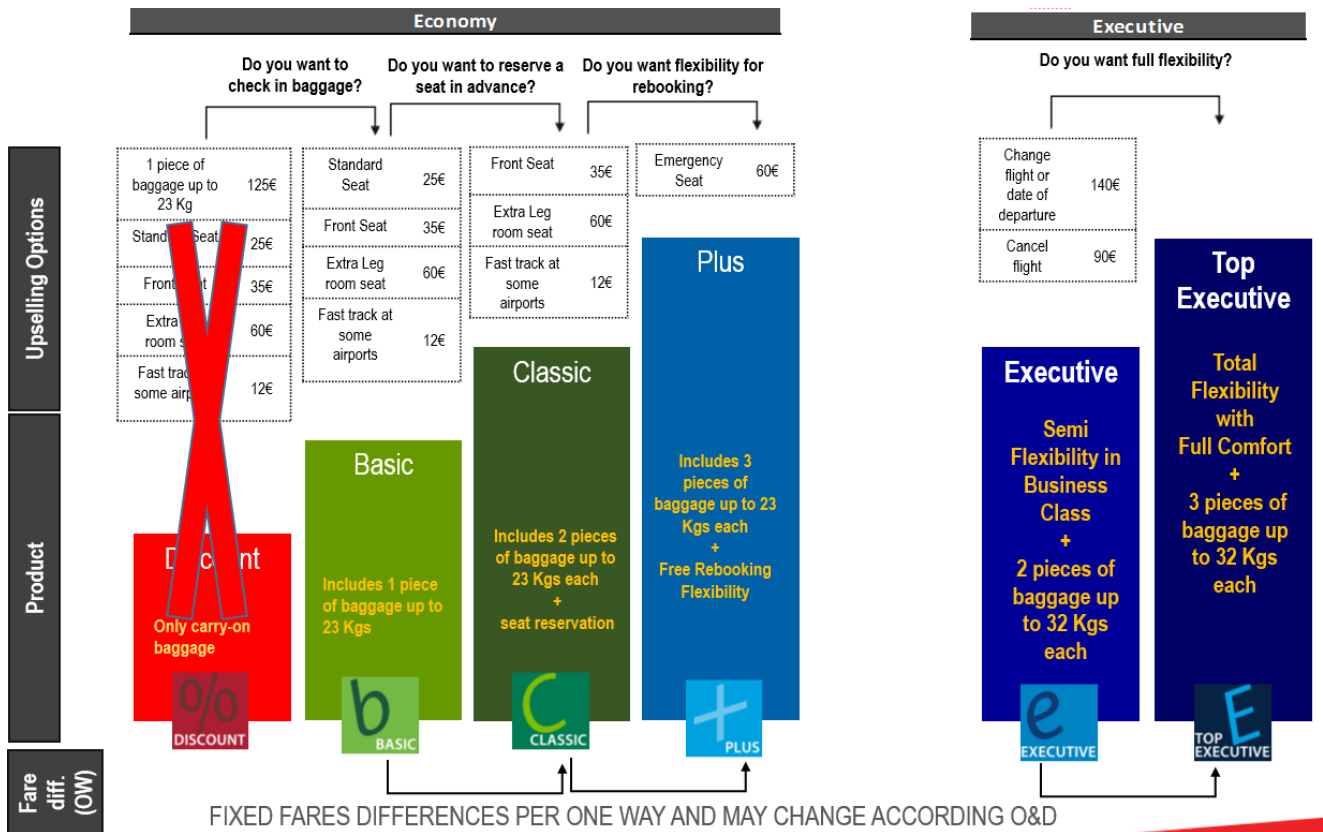 Economy
Executive
Do you want to
check in baggage?
Do you want to reserve a
seat in advance?
Do you want flexibility for
rebooking?
Do you want full flexibility?
Upselling Options
1 piece of
baggage up to
23 Kg
125€
Seat
25€
35€
Extra
room
60€
Fast
some
12€
Standard
Seat
25€
Front Seat
35€
Extra Leg
room seat
60€
Fast track at
some
airports
12€
Front Seat
35€
Extra Leg
room seat
60€
Fast track at
some
airports
12€
Emergency
Seat
60€
Change
flight or
date of
departure
140€
Cancel
flight
90€
Product
Only carry-on
baggage
% DISCOUNT
Basic
Includes 1 piece
of baggage up to
23 Kgs
b BASIC
Classic
Includes 2 pieces
of baggage up to
23 Kgs each
+
seat reservation
C CLASSIC
Plus
Includes 3
pieces of
baggage up to 23
Kgs each
+
Free Rebooking
Flexibility
+ PLUS
Executive
Semi
Flexibility in
Business
Class
+
2 pieces of
baggage up
to 32 Kgs
each
e EXECUTIVE
Top
Executive
Total
Flexibility
with
Full Comfort
+
3 pieces of
baggage up
to 32 Kgs
each
E
TOP
EXECUTIVE
Fare
diff.
(OW)
FIXED FARES DIFFERENCES PER ONE WAY AND MAY CHANGE ACCORDING O&D